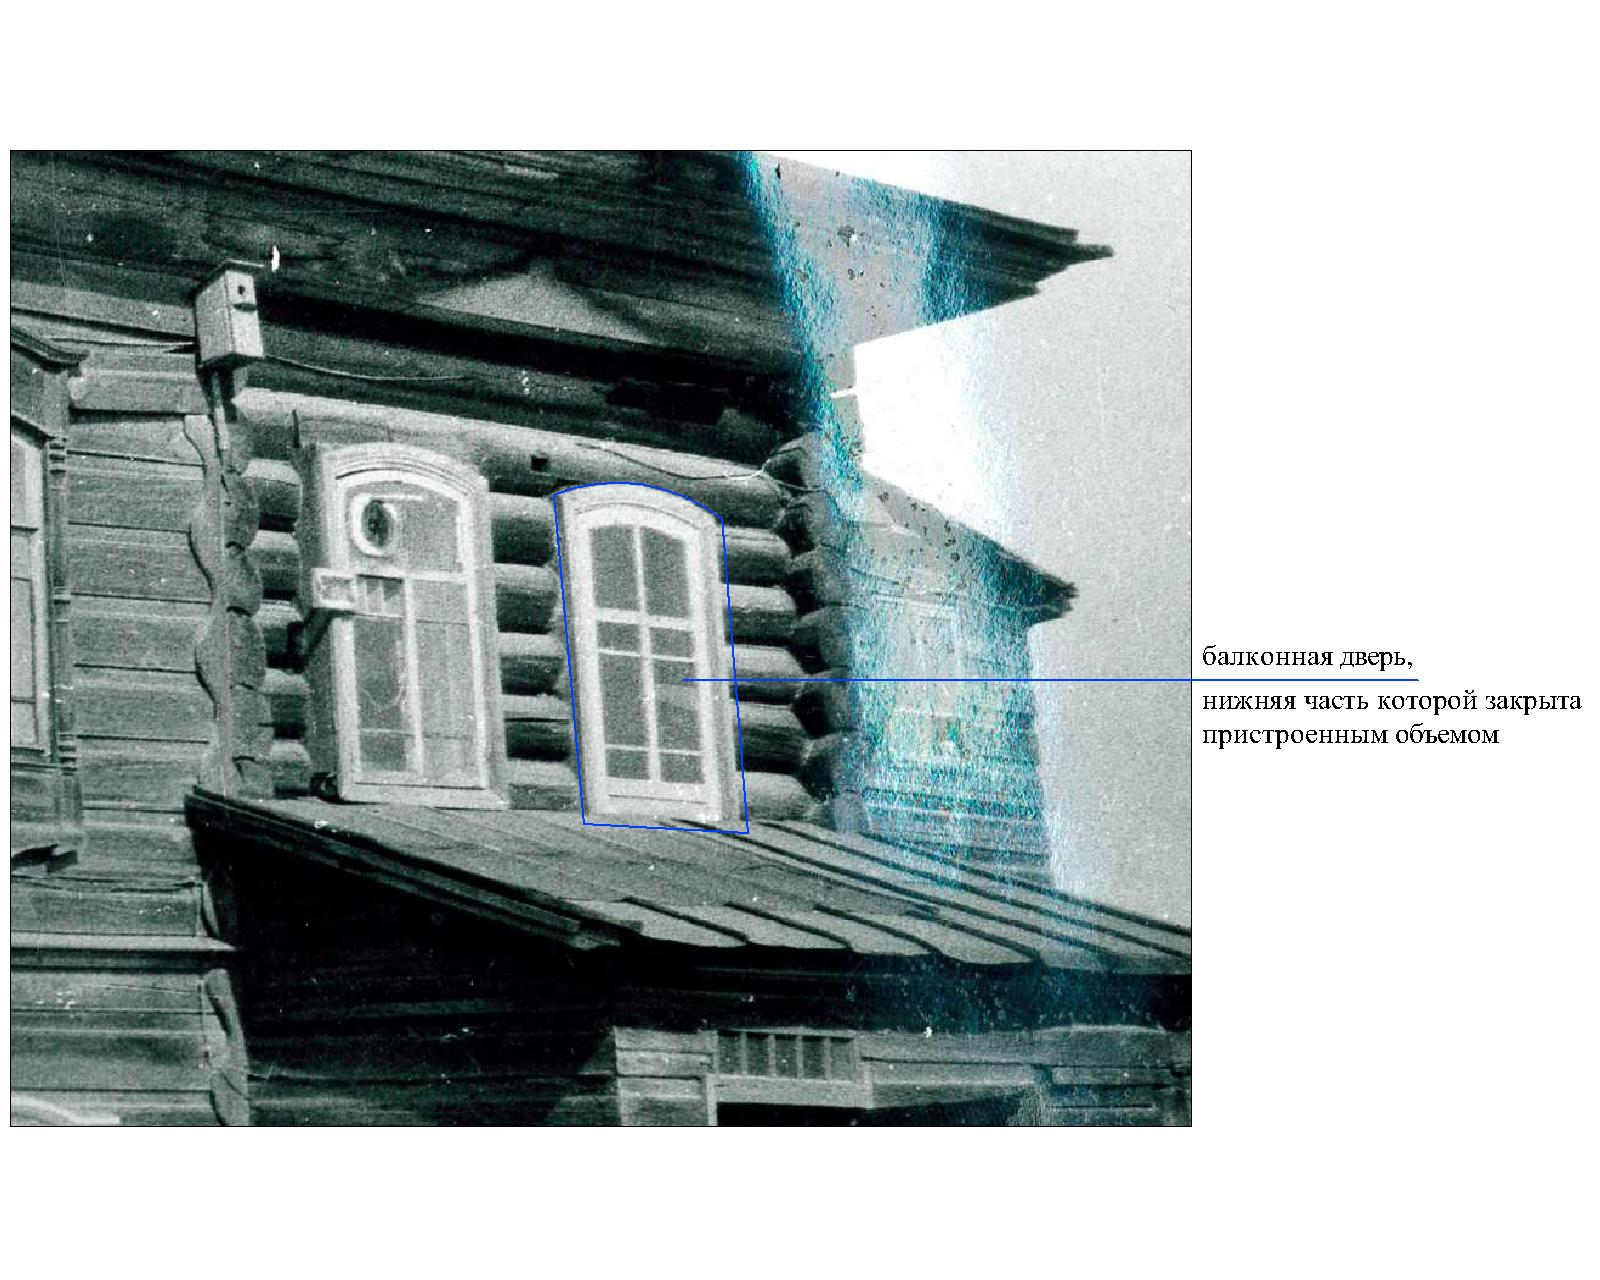 балконная дверь,
нижняя часть которой закрыта
пристроенным объемом